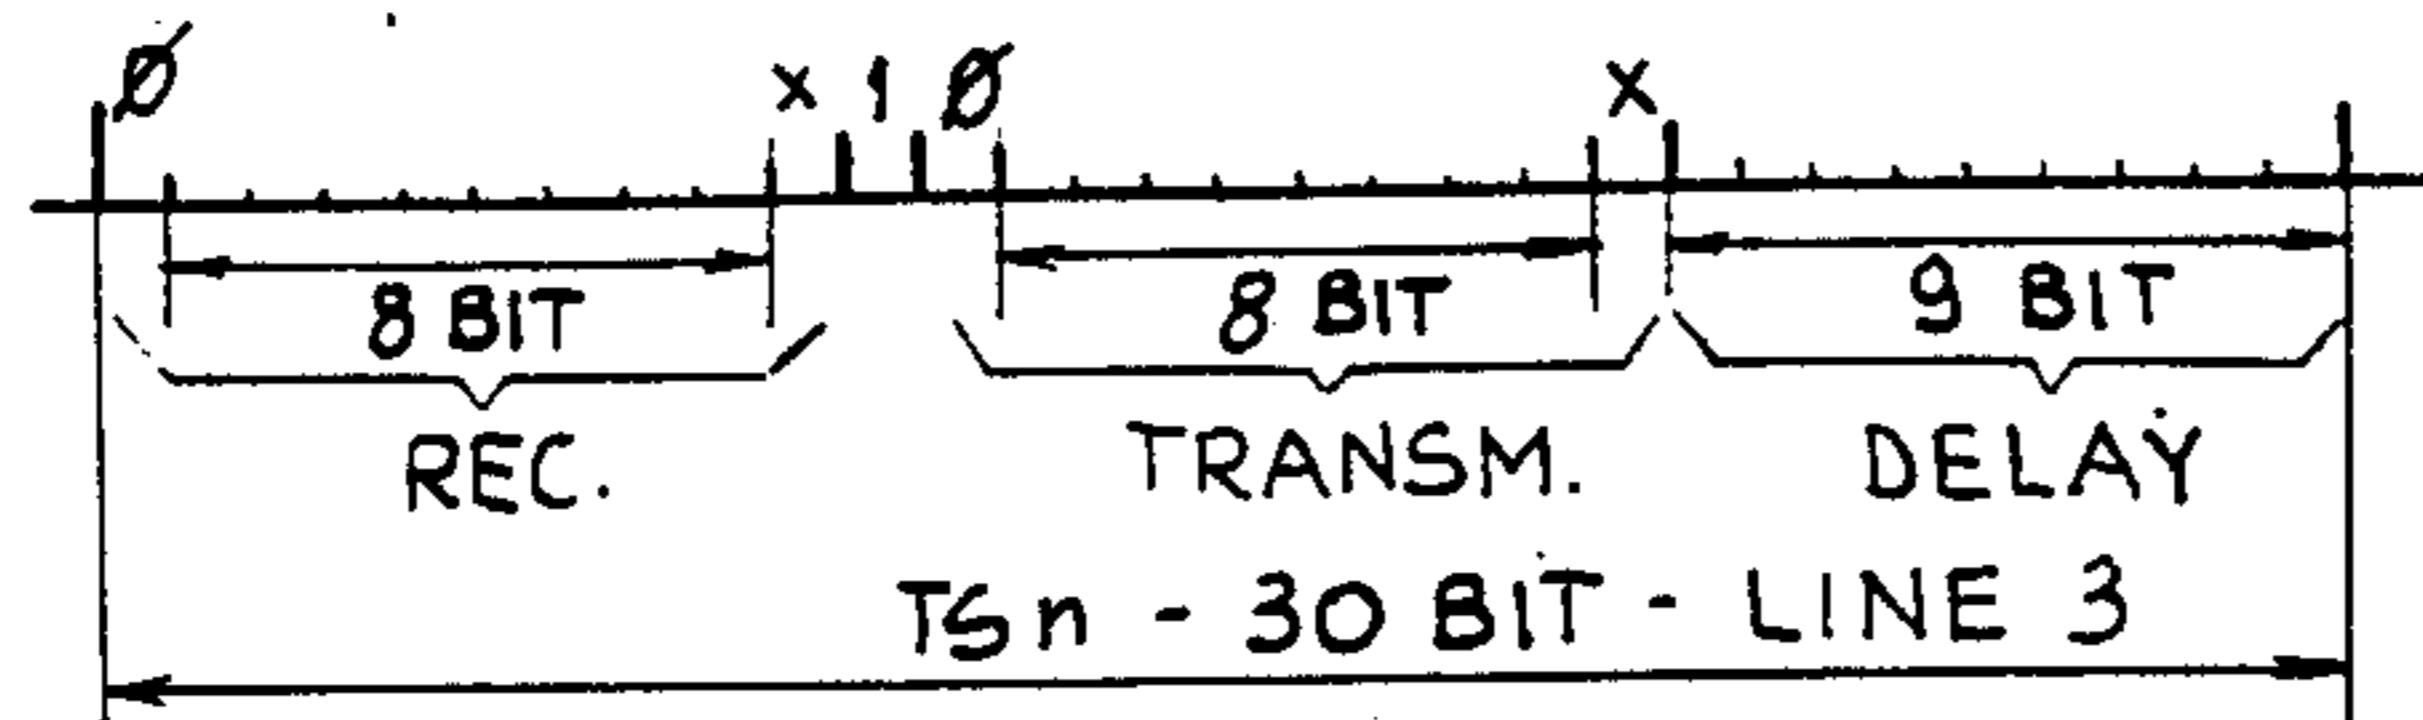 Ø x 1 Ø x
8 BIT 8 BIT 9 BIT
REC. TRANSM. DELAY
TSn - 30 BIT - LINE 3